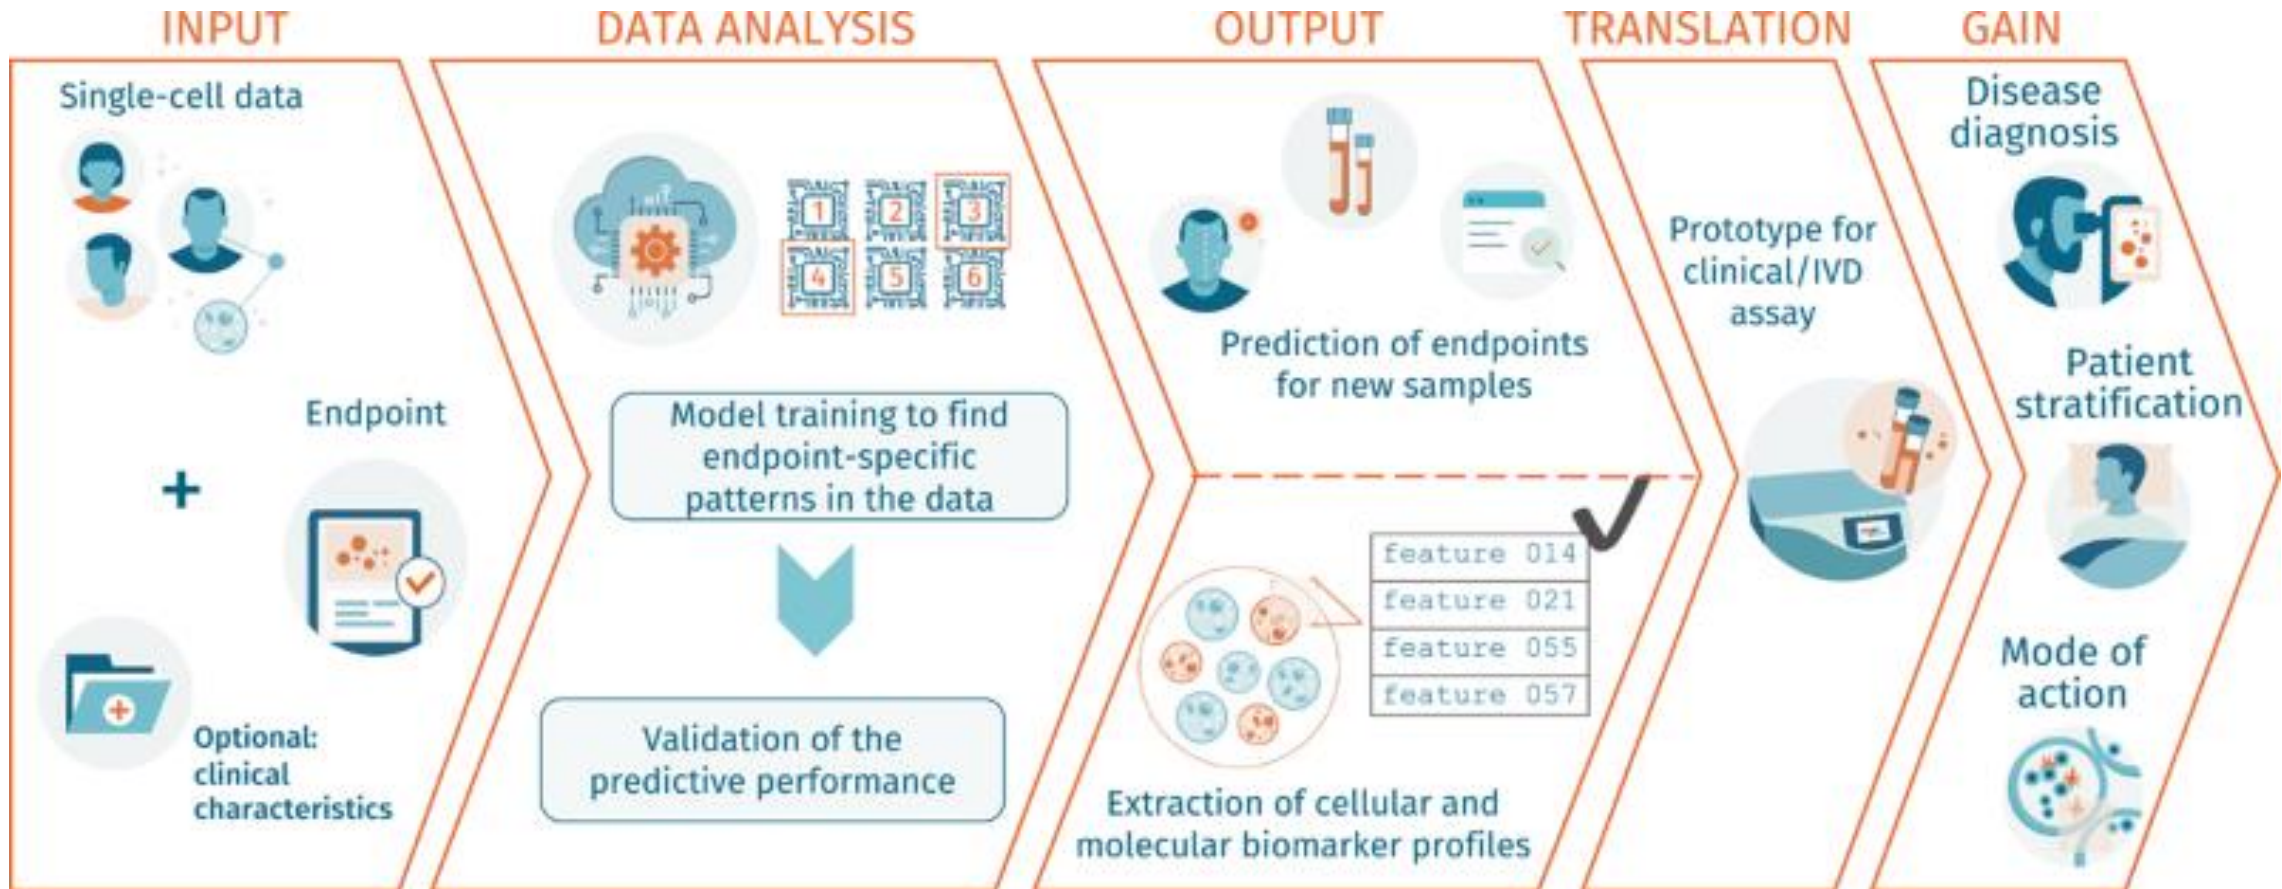 INPUT
DATA ANALYSIS
OUTPUT
TRANSLATION
GAIN
Single-cell data
+
Endpoint
Optional:
clinical
characteristics
1 2 3
4 5 6
Model training to find
endpoint-specific
patterns in the data
Validation of the
predictive performance
Prediction of endpoints
for new samples
feature 014
feature 021
feature 055
feature 057
Extraction of cellular and
molecular biomarker profiles
Prototype for
clinical/IVD
assay
Disease
diagnosis
Patient
stratification
Mode of
action